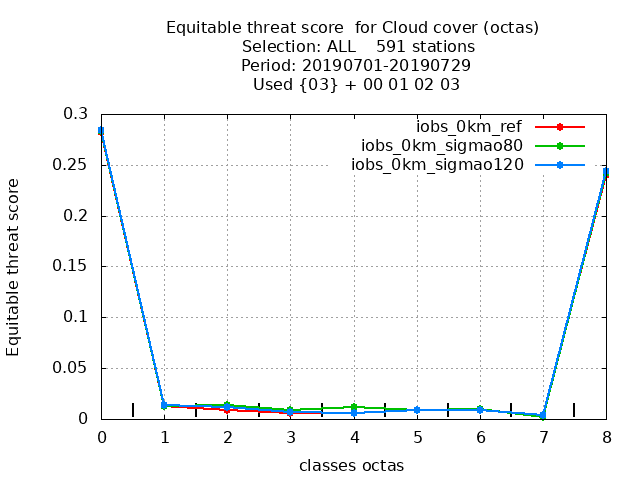 Equitable threat score  for Cloud cover (octas)
Selection: ALL    591 stations
Period: 20190701-20190729
Used {03} + 00 01 02 03
iobs_0km_ref
iobs_0km_sigmao80
iobs_0km_sigmao120
Equitable threat score
0.3
0.25
0.2
0.15
0.1
0.05
0
0 1 2 3 4 5 6 7 8
classes octas